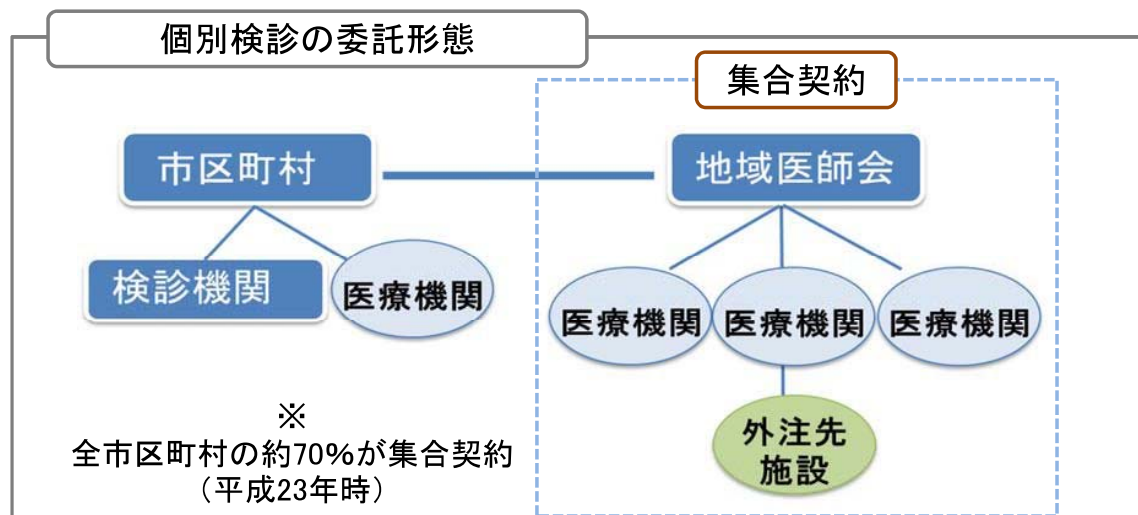 個別検診の委託形態
集合契約
市区町村
地域医師会
検診機関
医療機関
医療機関
医療機関
医療機関
外注先
施設
※
全市区町村の約70%が集合契約
(平成23年時)